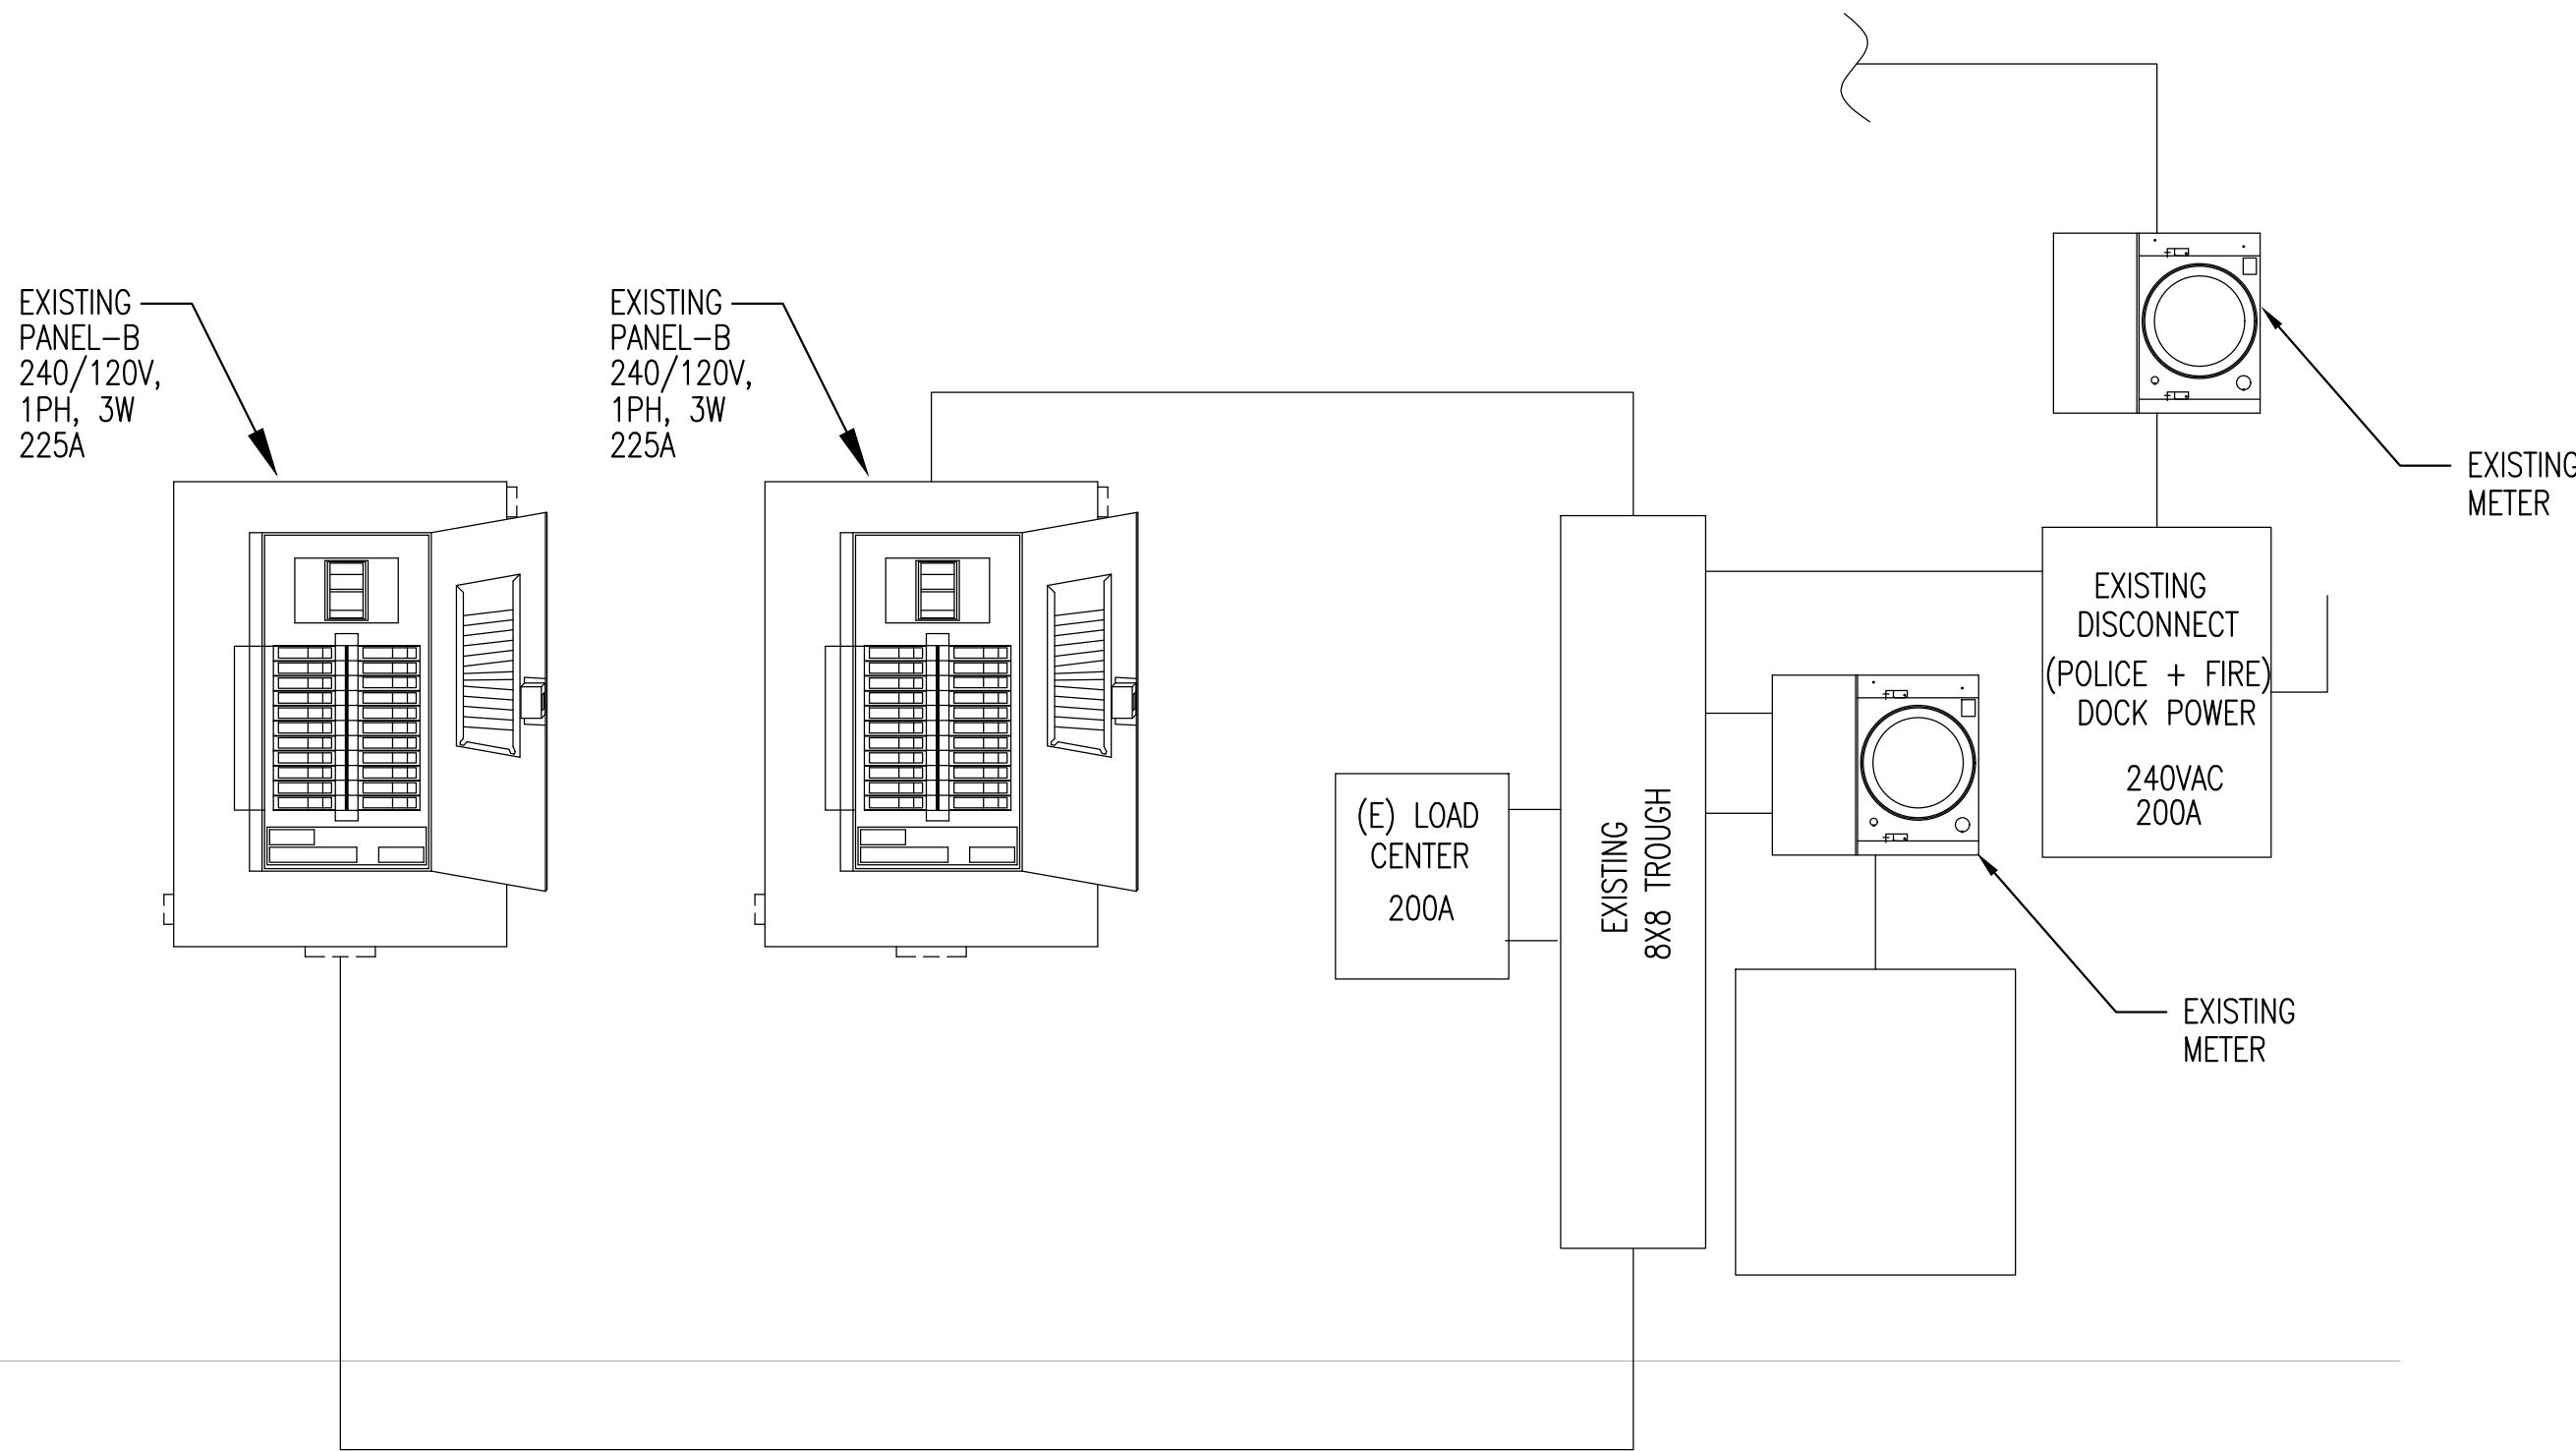 EXISTING
PANEL-B
240/120V,
1PH, 3W
225A
EXISTING
PANEL-B
240/120V,
1PH, 3W
225A
EXISTING
METER
EXISTING
DISCONNECT
(POLICE + FIRE)
DOCK POWER
240VAC
200A
(E) LOAD
CENTER
200A
EXISTING
8X8 TROUGH
EXISTING
METER